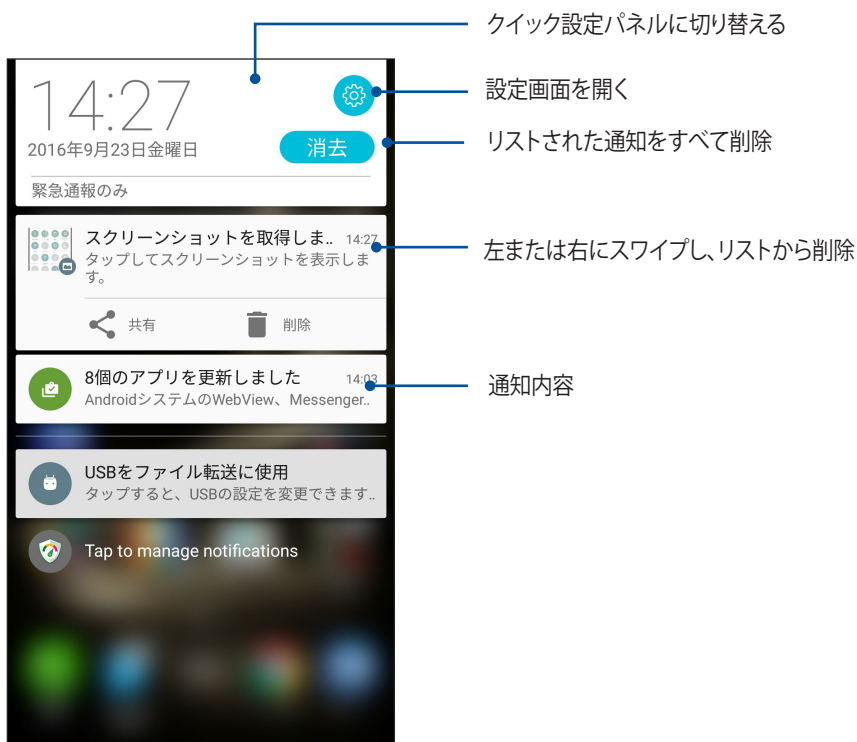 クイック設定パネルに切り替える
14:27
設定画面を開く
2016年9月23日金曜日
消去
リストされた通知をすべて削除
緊急通報のみ
スクリーンショットを取得しま.. 14:27
タップしてスクリーンショットを表示しま
す。
左または右にスワイプし、リストから削除
共有
削除
8個のアプリを更新しました 14:03
AndroidシステムのWebView、Messenger..
通知内容
USBをファイル転送に使用
タップすると、USBの設定を変更できます..
Tap to manage notifications